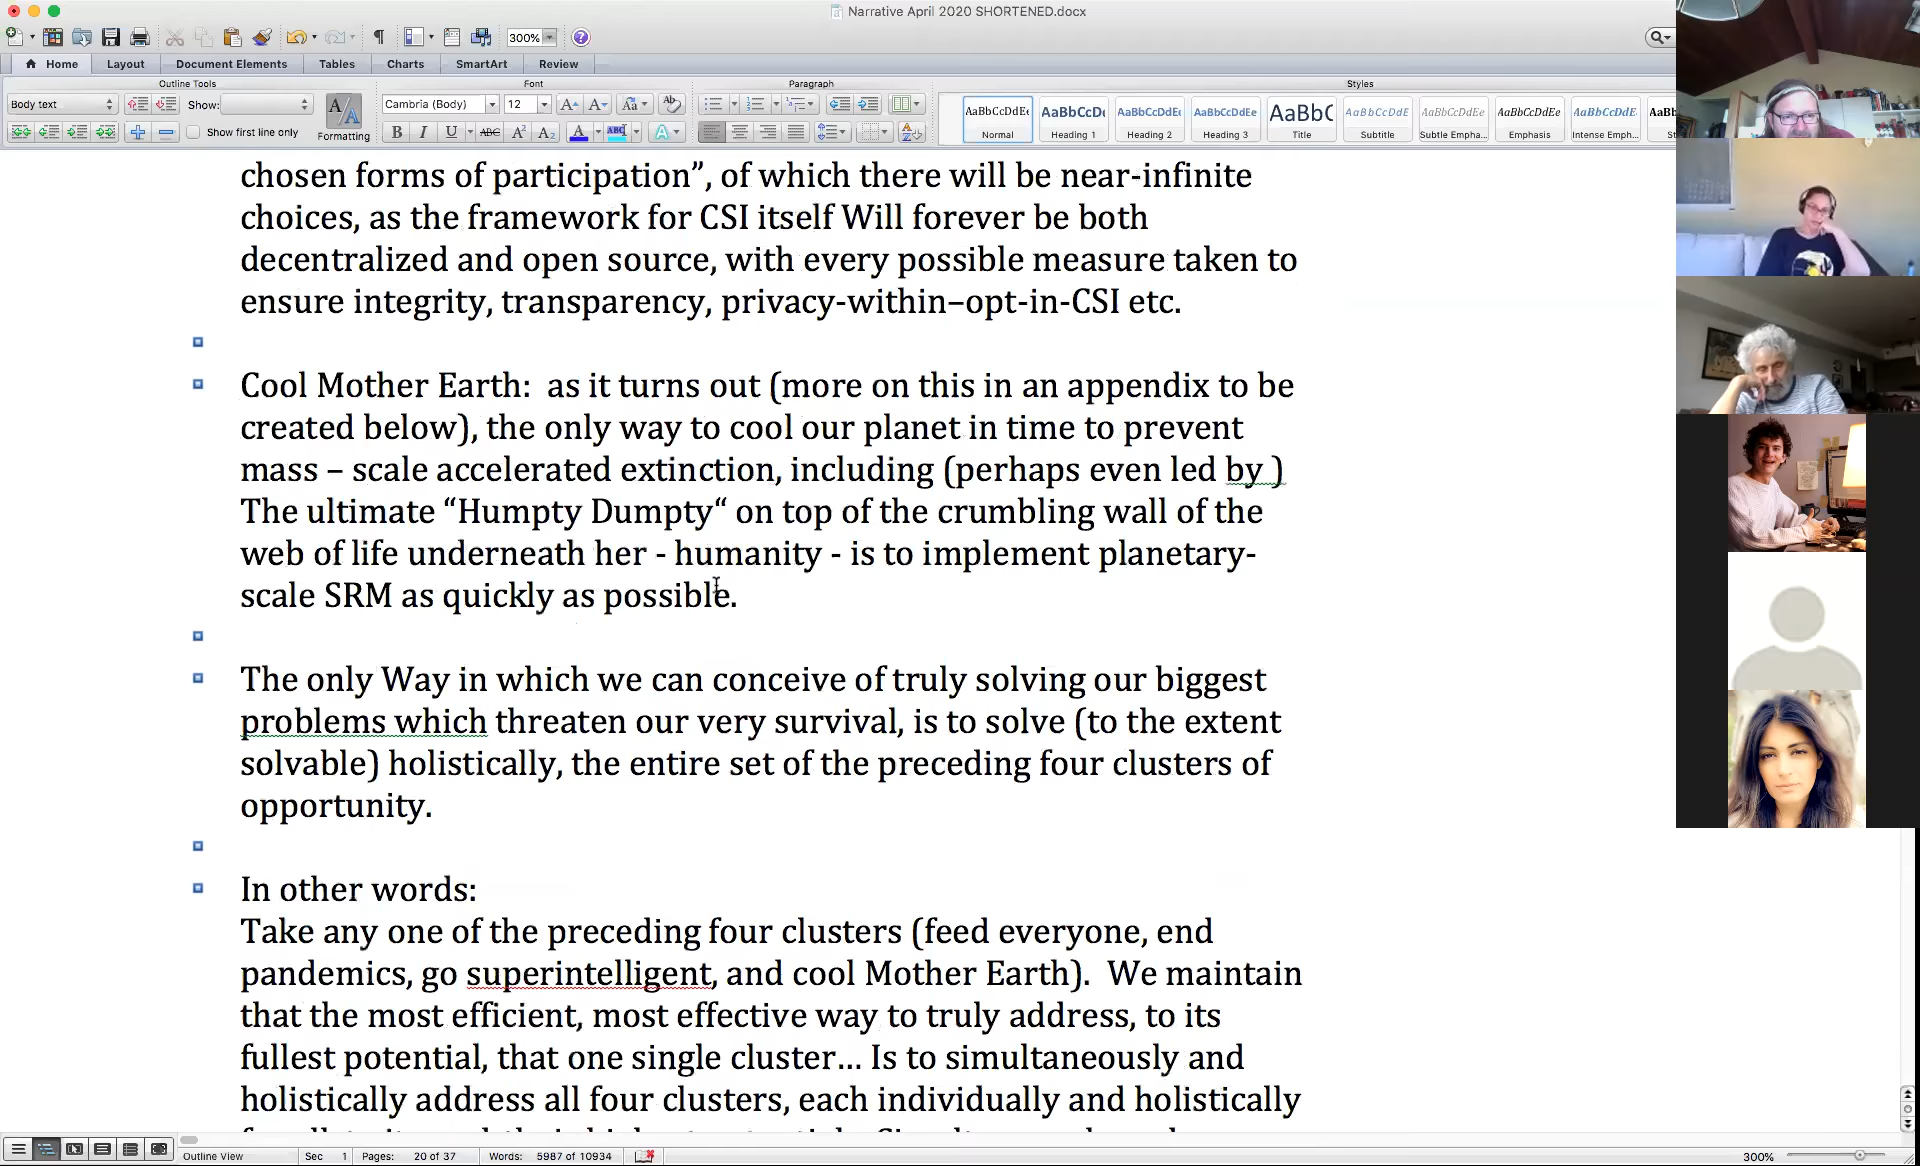 Narrative April 2020 SHORTENED.docx
300%
Home Layout Document Elements Tables Charts SmartArt Review
Outline Tools Font Paragraph Styles
Body text Show: Cambria (Body) 12
Show first line only Formatting
AaBbCcDdEe AaBbCcDc AaBbCcDdEe AaBbCcDdEe AaBbC AaBbCcDdE AaBbCcDdEe AaBbCcDdEe AaBbCcDdE
Normal Heading 1 Heading 2 Heading 3 Title Subtitle Subtle Empha... Emphasis Intense Emph...
chosen forms of participation”, of which there will be near-infinite
choices, as the framework for CSI itself Will forever be both
decentralized and open source, with every possible measure taken to
ensure integrity, transparency, privacy-within–opt-in-CSI etc.
Cool Mother Earth:  as it turns out (more on this in an appendix to be
created below), the only way to cool our planet in time to prevent
mass – scale accelerated extinction, including (perhaps even led by )
The ultimate “Humpty Dumpty“ on top of the crumbling wall of the
web of life underneath her - humanity - is to implement planetary-
scale SRM as quickly as possible.
The only Way in which we can conceive of truly solving our biggest
problems which threaten our very survival, is to solve (to the extent
solvable) holistically, the entire set of the preceding four clusters of
opportunity.
In other words:
Take any one of the preceding four clusters (feed everyone, end
pandemics, go superintelligent, and cool Mother Earth).  We maintain
that the most efficient, most effective way to truly address, to its
fullest potential, that one single cluster… Is to simultaneously and
holistically address all four clusters, each individually and holistically
Outline View Sec 1 Pages: 20 of 37 Words: 5987 of 10934 300%